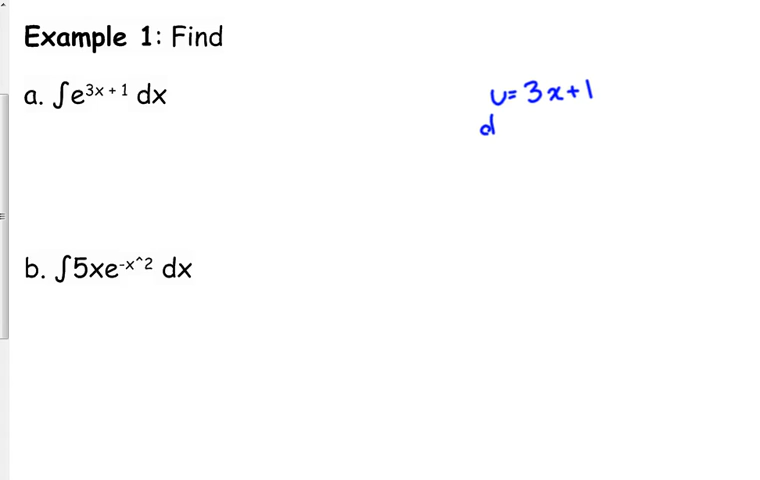 Example 1: Find
a. ∫e^{3x + 1} dx
u = 3x+1
d
b. ∫5xe^{-x^2} dx